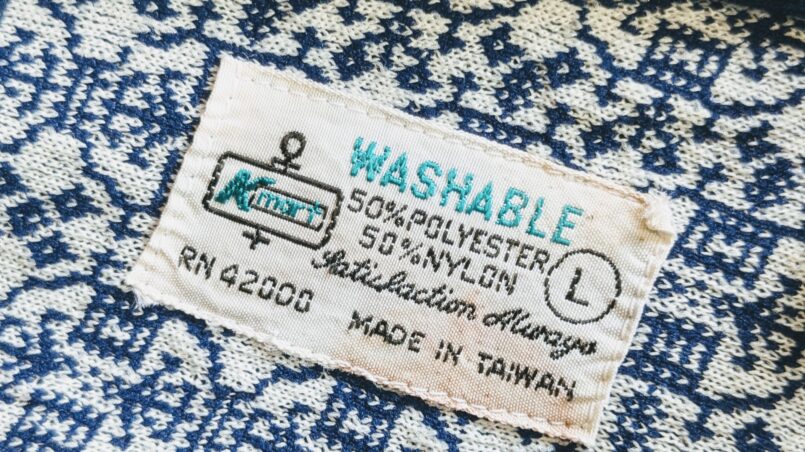 Kmart
WASHABLE
50% POLYESTER
50% NYLON
L
RN 42000
Satisfaction Always
MADE IN TAIWAN